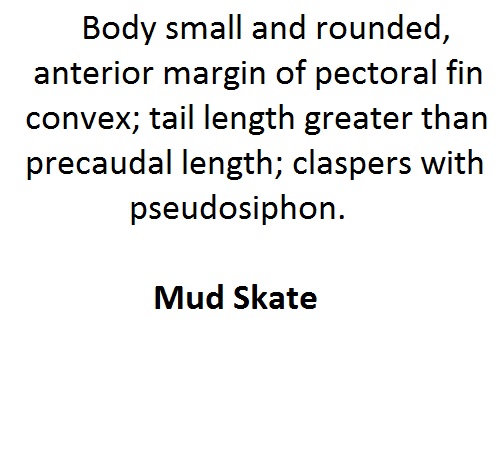 Body small and rounded,
anterior margin of pectoral fin
convex; tail length greater than
precaudal length; claspers with
pseudosiphon.
Mud Skate